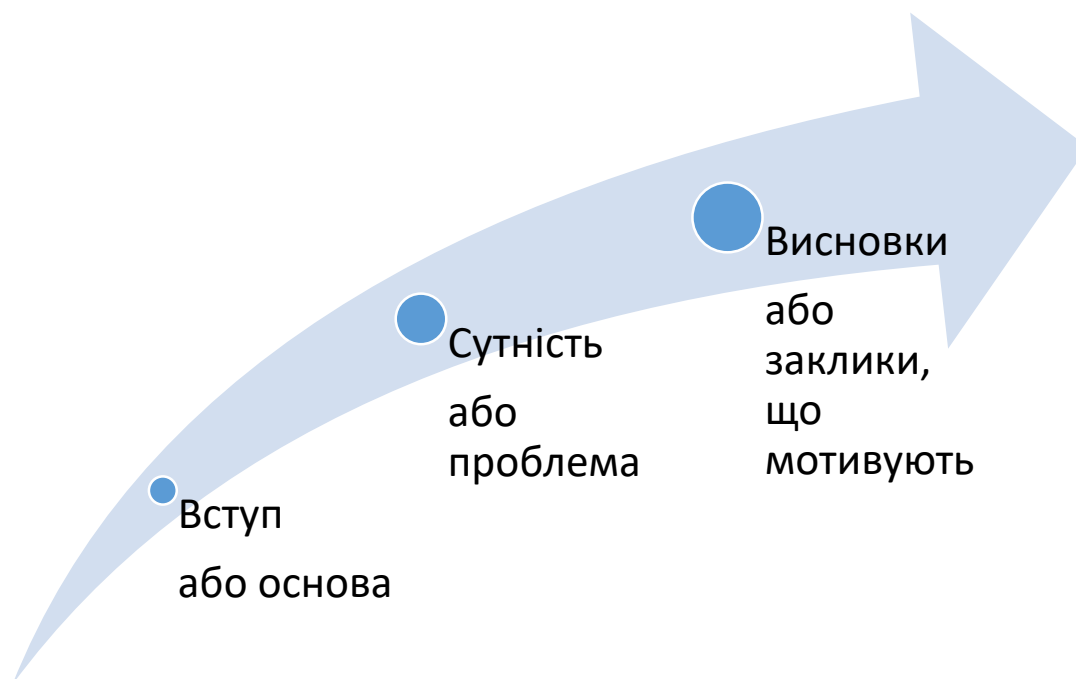 Вступ
або основа
Сутність
або
проблема
Висновки
або
заклики,
що
мотивують